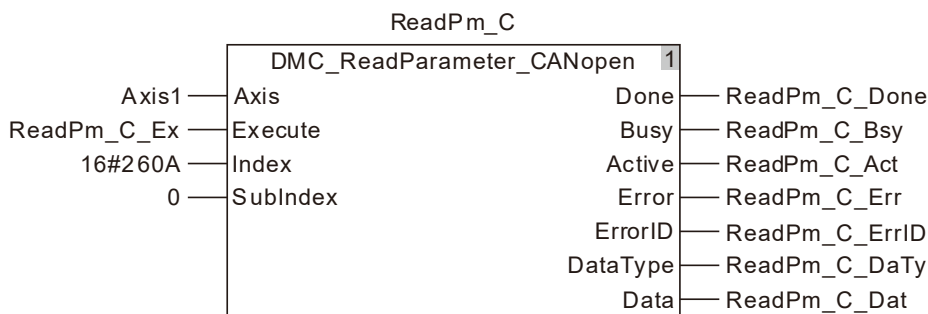 ReadPm_C
DMC_ReadParameter_CANopen 1
Axis1 Axis Done ReadPm_C_Done
ReadPm_C_Ex Execute Busy ReadPm_C_Bsy
16#260A Index Active ReadPm_C_Act
0 SubIndex Error ReadPm_C_Err
ErrorID ReadPm_C_ErrID
DataType ReadPm_C_DaTy
Data ReadPm_C_Dat